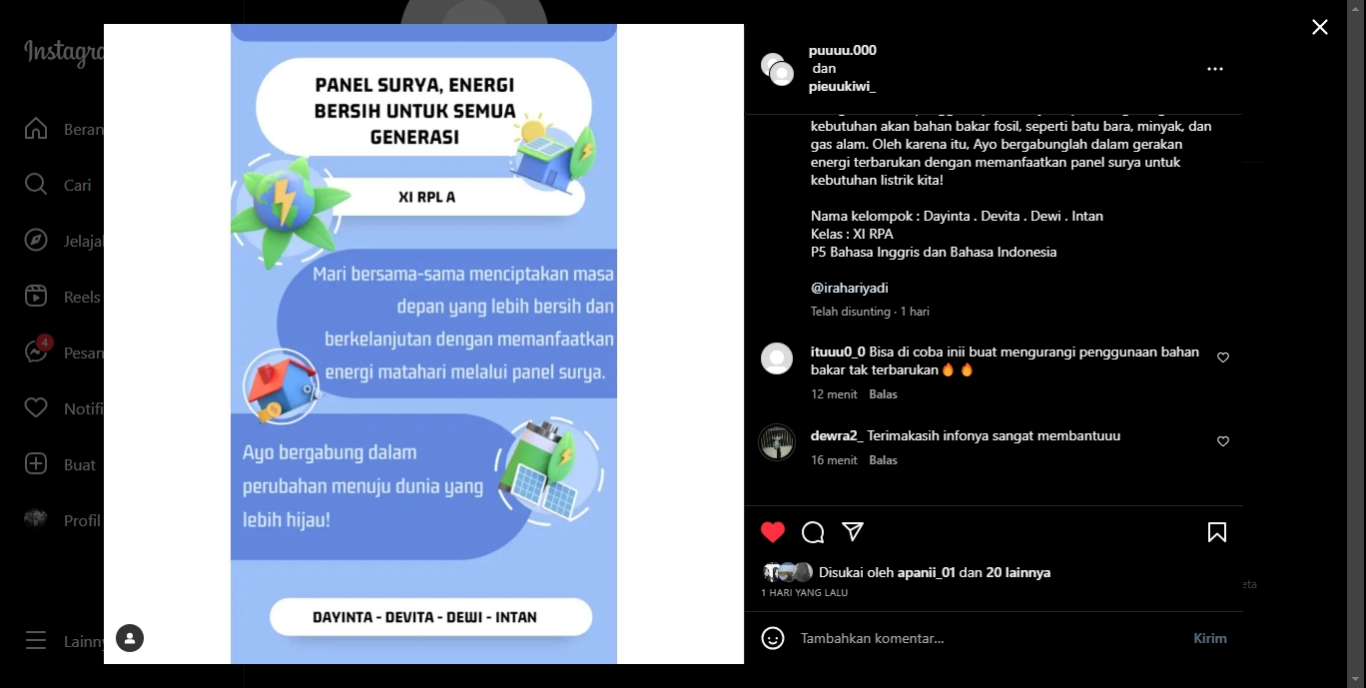 Instagra
Beran
Cari
Jelajal
Reels
4
Pesan
Notifi
Buat
Profil
Lainny
PANEL SURYA, ENERGI
BERSIH UNTUK SEMUA
GENERASI
XI RPL A
Mari bersama-sama menciptakan masa
depan yang lebih bersih dan
berkelanjutan dengan memanfaatkan
energi matahari melalui panel surya.
Ayo bergabung dalam
perubahan menuju dunia yang
lebih hijau!
DAYINTA - DEVITA - DEWI - INTAN
puuuu.000
dan
pieuukiwi_
kebutuhan akan bahan bakar fosil, seperti batu bara, minyak, dan
gas alam. Oleh karena itu, Ayo bergabunglah dalam gerakan
energi terbarukan dengan memanfaatkan panel surya untuk
kebutuhan listrik kita!
Nama kelompok : Dayinta . Devita . Dewi . Intan
Kelas : XI RPA
P5 Bahasa Inggris dan Bahasa Indonesia
@irahariyadi
Telah disunting · 1 hari
ituuu0_0 Bisa di coba inii buat mengurangi penggunaan bahan
bakar tak terbarukan🔥 🔥
12 menit Balas
dewra2_ Terimakasih infonya sangat membantuuu
16 menit Balas
Disukai oleh apanii_01 dan 20 lainnya
1 HARI YANG LALU
eta
Tambahkan komentar...
Kirim